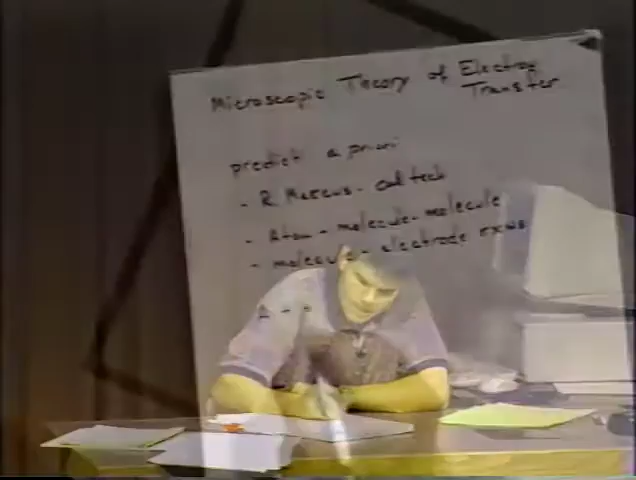 Microscopic Theory of Electron
Transfer
predict a priori
- R. Marcus - cal tech
- Atom - molecule - molecule
- molecule - electrode rxns